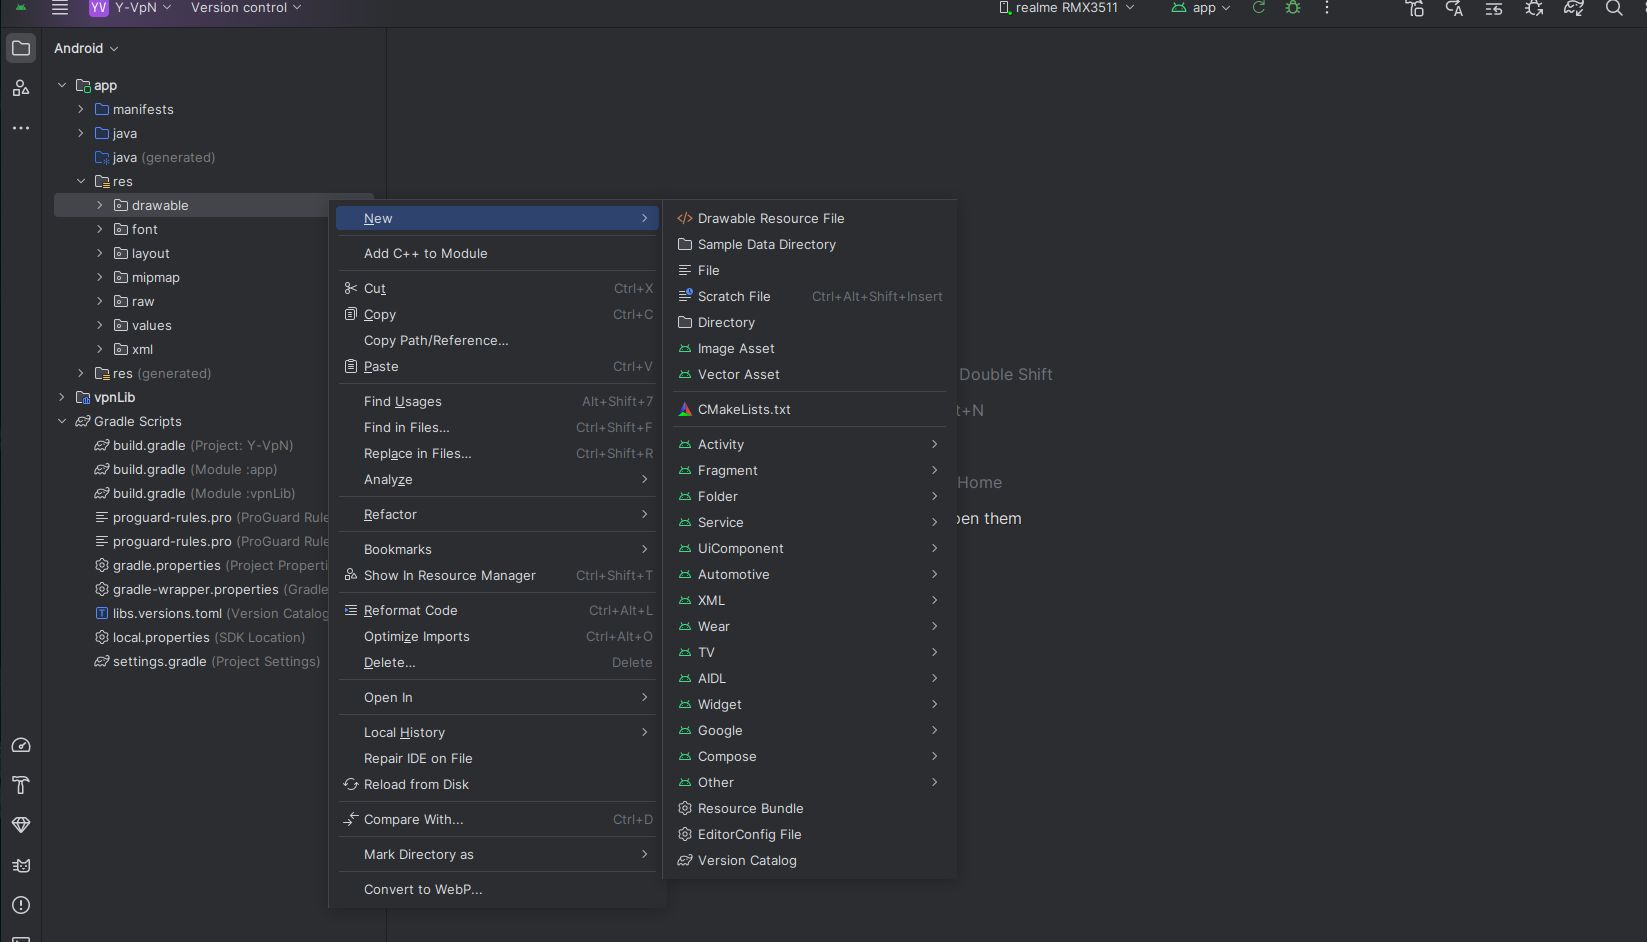 YV Y-VpN Version control realme RMX3511 app
Android
app
manifests
java
java (generated)
res
drawable
font
layout
mipmap
raw
values
xml
res (generated)
vpnLib
Gradle Scripts
build.gradle (Project: Y-VpN)
build.gradle (Module :app)
build.gradle (Module :vpnLib)
proguard-rules.pro (ProGuard Rule
proguard-rules.pro (ProGuard Rule
gradle.properties (Project Properti
gradle-wrapper.properties (Gradle
libs.versions.toml (Version Catalog
local.properties (SDK Location)
settings.gradle (Project Settings)
New
Add C++ to Module
Cut Ctrl+X
Copy Ctrl+C
Copy Path/Reference...
Paste Ctrl+V
Find Usages Alt+Shift+7
Find in Files... Ctrl+Shift+F
Replace in Files... Ctrl+Shift+R
Analyze
Refactor
Bookmarks
Show In Resource Manager Ctrl+Shift+T
Reformat Code Ctrl+Alt+L
Optimize Imports Ctrl+Alt+O
Delete... Delete
Open In
Local History
Repair IDE on File
Reload from Disk
Compare With... Ctrl+D
Mark Directory as
Convert to WebP...
Drawable Resource File
Sample Data Directory
File
Scratch File Ctrl+Alt+Shift+Insert
Directory
Image Asset
Vector Asset
CMakeLists.txt
Activity
Fragment
Folder
Service
UiComponent
Automotive
XML
Wear
TV
AIDL
Widget
Google
Compose
Other
Resource Bundle
EditorConfig File
Version Catalog
Double Shift
t+N
Home
pen them